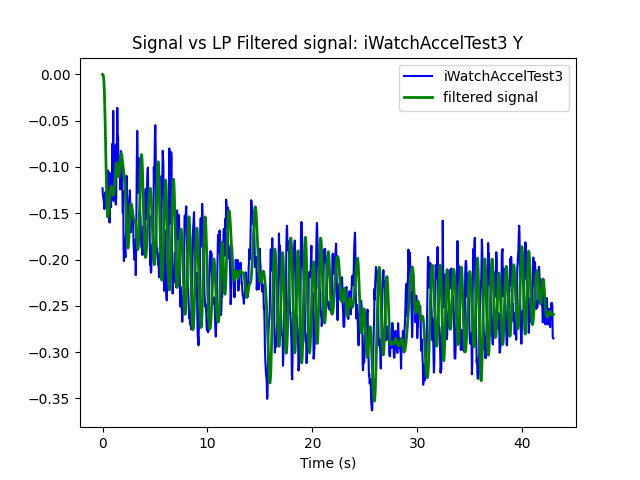 Signal vs LP Filtered signal: iWatchAccelTest3 Y
iWatchAccelTest3
filtered signal
0.00
−0.05
−0.10
−0.15
−0.20
−0.25
−0.30
−0.35
0 10 20 30 40
Time (s)